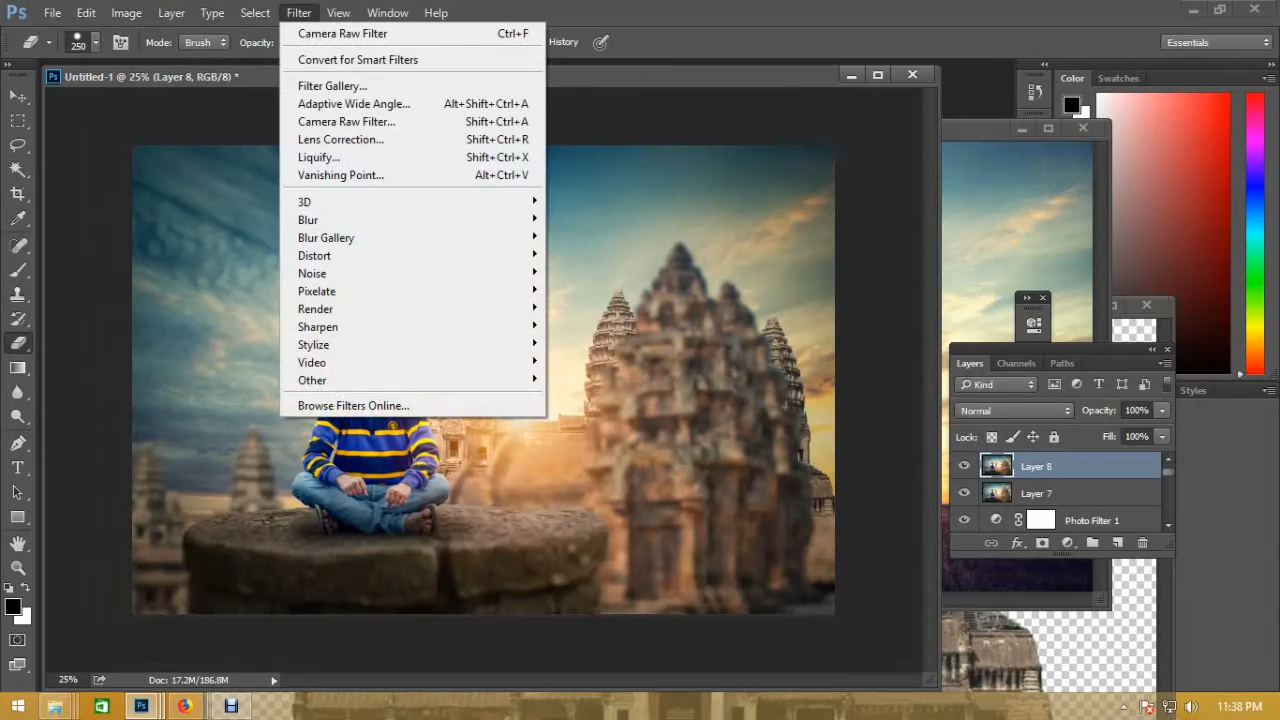 Ps File Edit Image Layer Type Select Filter View Window Help
250 Mode: Brush Opacity: History Essentials
Camera Raw Filter Ctrl+F
Convert for Smart Filters
Filter Gallery...
Adaptive Wide Angle... Alt+Shift+Ctrl+A
Camera Raw Filter... Shift+Ctrl+A
Lens Correction... Shift+Ctrl+R
Liquify... Shift+Ctrl+X
Vanishing Point... Alt+Ctrl+V
3D
Blur
Blur Gallery
Distort
Noise
Pixelate
Render
Sharpen
Stylize
Video
Other
Browse Filters Online...
Ps Untitled-1 @ 25% (Layer 8, RGB/8) *
Color Swatches
Styles
Layers Channels Paths
Kind
Normal Opacity: 100%
Lock: Fill: 100%
Layer 8
Layer 7
Photo Filter 1
25% Doc: 17.2M/186.8M
Ps 11:38 PM